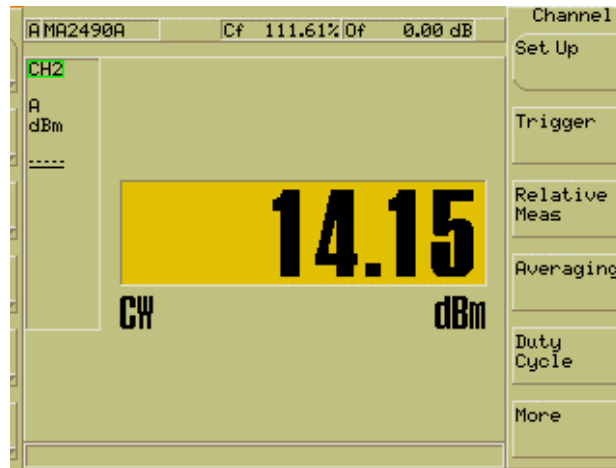 A MA2490A Cf 111.61% Of 0.00 dB
CH2
A
dBm
-----
14.15
CW dBm
Channel
Set Up
Trigger
Relative
Meas
Averaging
Duty
Cycle
More